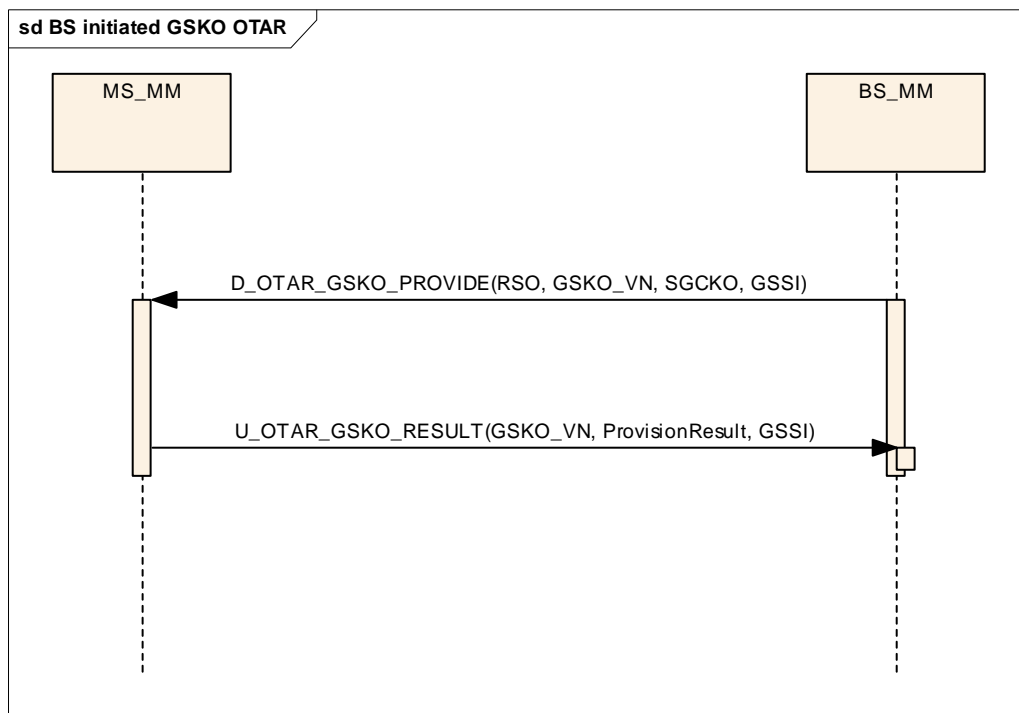 sd BS initiated GSKO OTAR
MS_MM
BS_MM
D_OTAR_GSKO_PROVIDE(RSO, GSKO_VN, SGCKO, GSSI)
U_OTAR_GSKO_RESULT(GSKO_VN, ProvisionResult, GSSI)